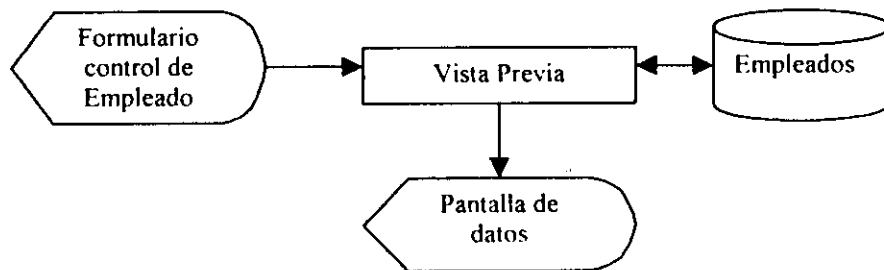 Formulario
control de
Empleado
Vista Previa
Empleados
Pantalla de
datos